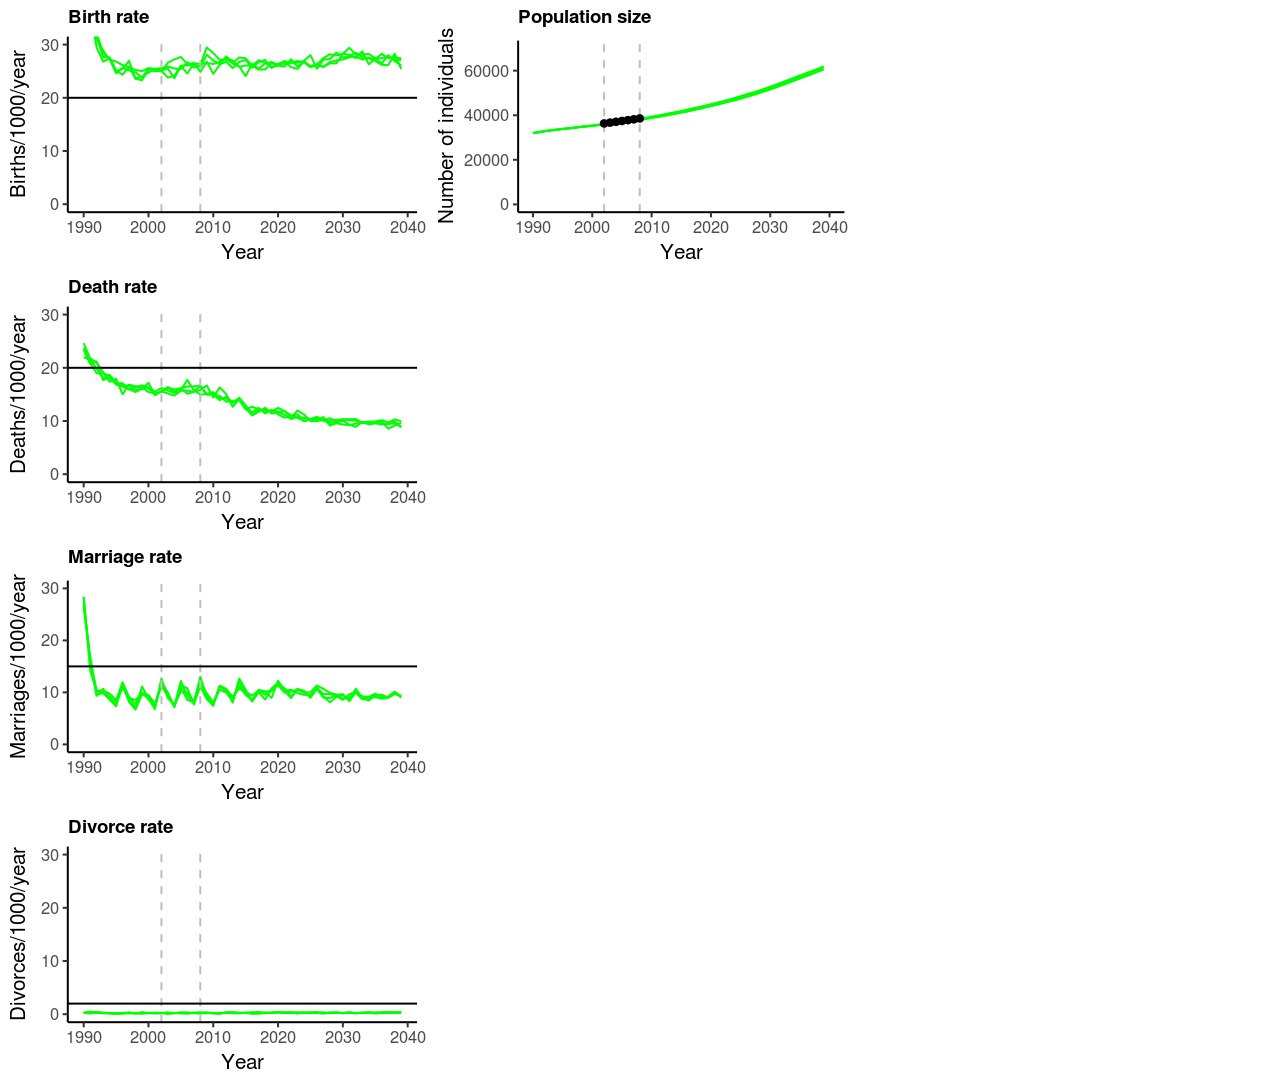 Birth rate
Births/1000/year
30
20
10
0
1990 2000 2010 2020 2030 2040
Year
Population size
Number of individuals
60000
40000
20000
0
1990 2000 2010 2020 2030 2040
Year
Death rate
Deaths/1000/year
30
20
10
0
1990 2000 2010 2020 2030 2040
Year
Marriage rate
Marriages/1000/year
30
20
10
0
1990 2000 2010 2020 2030 2040
Year
Divorce rate
Divorces/1000/year
30
20
10
0
1990 2000 2010 2020 2030 2040
Year